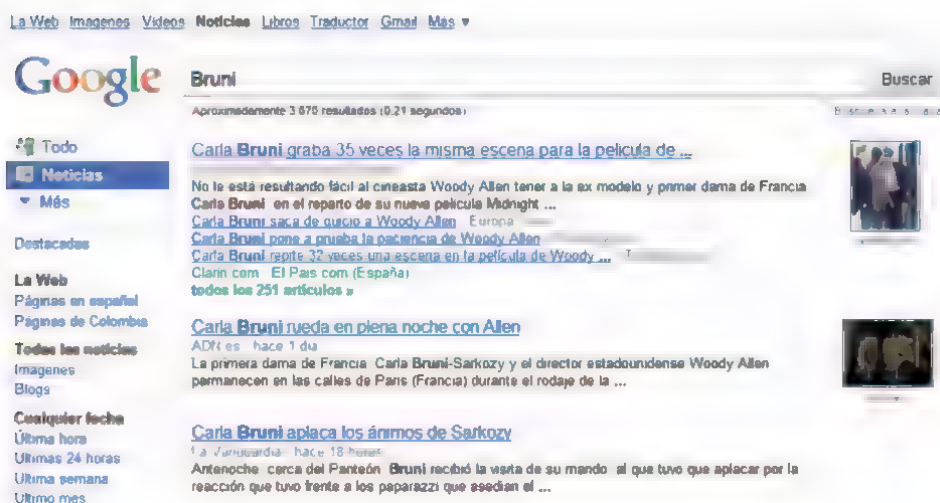 La Web Imagenes Videos Noticias Libros Traductor Gmail Más ▼
Google Bruni Buscar
Aproximadamente 3 670 resultados (0,21 segundos)
Todo
Noticias
Más
Destacadas
La Web
Páginas en español
Páginas de Colombia
Todas las noticias
Imagenes
Blogs
Cualquier fecha
Última hora
Ultimas 24 horas
Ultima semana
Ultimo mes
Carla Bruni graba 35 veces la misma escena para la pelicula de ...
No le está resultando fácil al cineasta Woody Allen tener a la ex modelo y primer dama de Francia
Carla Bruni en el reparto de su nueva pelicula Midnight ...
Carla Bruni saca de quicio a Woody Allen Europa
Carla Bruni pone a prueba la paciencia de Woody Allen
Carla Bruni repite 32 veces una escena en la película de Woody ...
Clarin com El Pais com (España)
todos los 251 artículos »
Carla Bruni rueda en plena noche con Allen
ADN es hace 1 dia
La primera dama de Francia Carla Bruni-Sarkozy y el director estadounidense Woody Allen
permanecen en las calles de Paris (Francia) durante el rodaje de la ...
Carla Bruni aplaca los ánimos de Sarkozy
La Vanguardia hace 18 horas
Antenoche cerca del Panteón Bruni recibió la visita de su marido al que tuvo que aplacar por la
reacción que tuvo frente a los paparazzi que asedian el ...